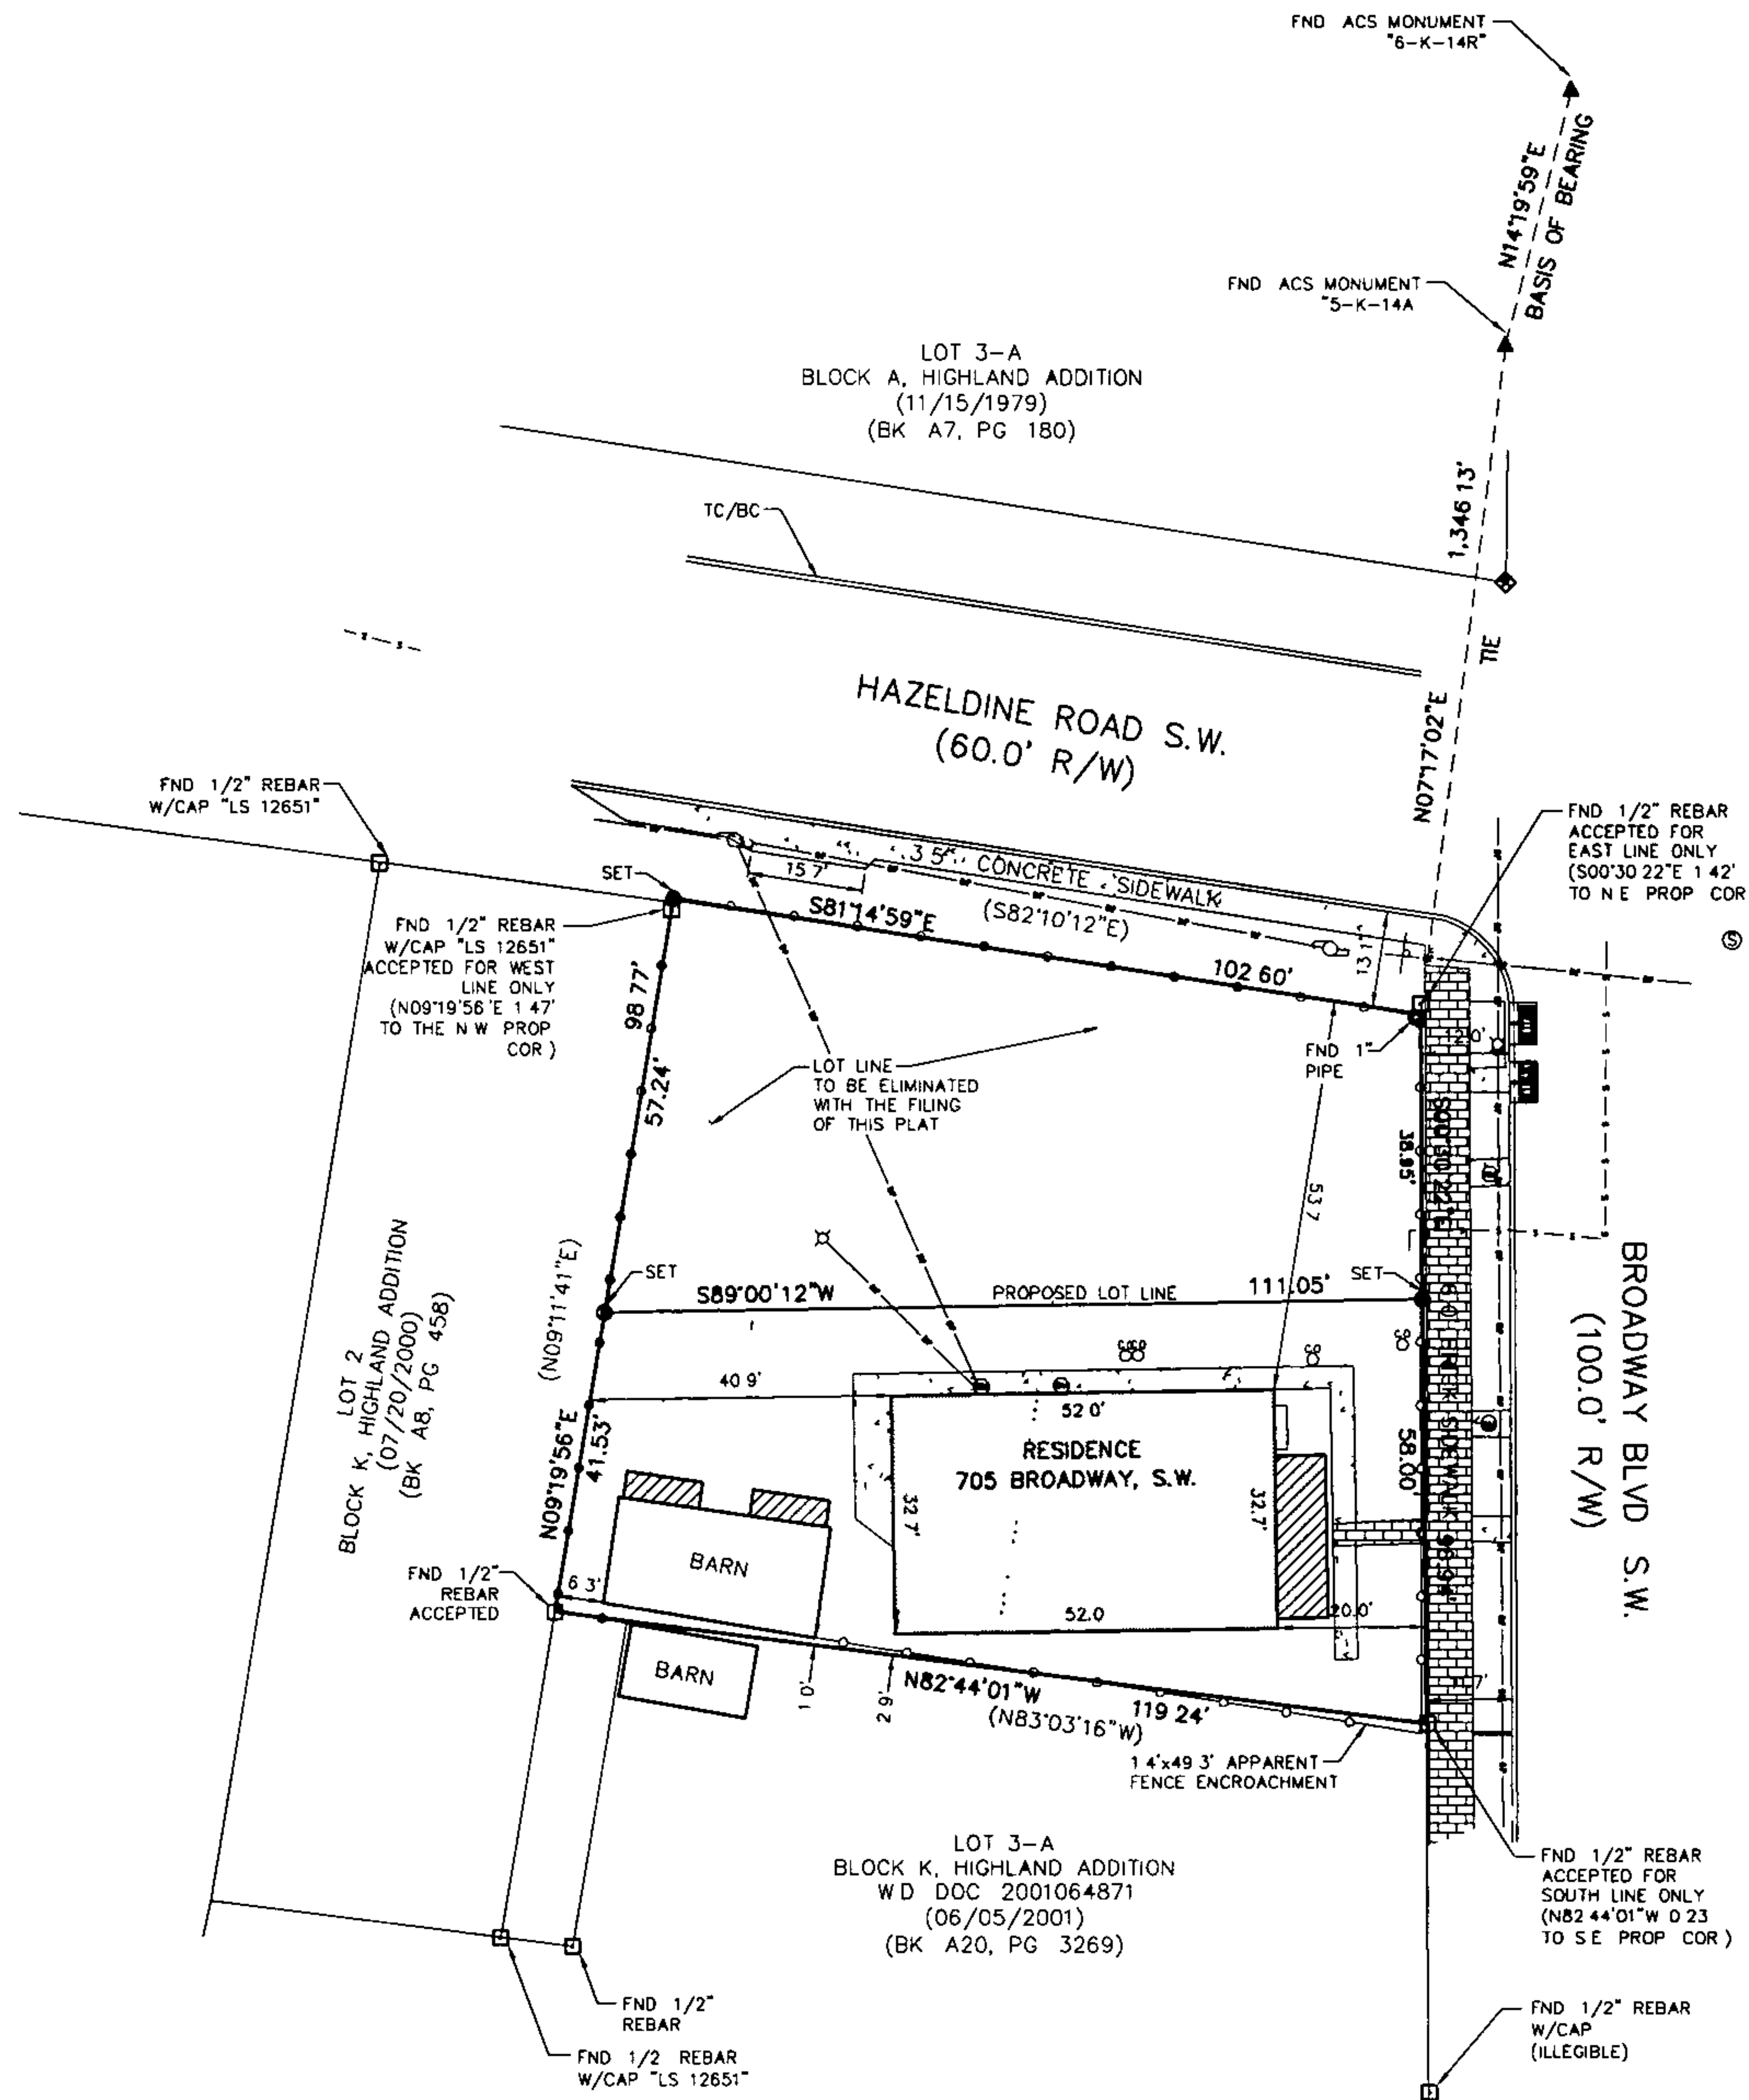 FND ACS MONUMENT
"6-K-14R"
N14°19'59"E
BASIS OF BEARING
FND ACS MONUMENT
"5-K-14A
LOT 3-A
BLOCK A, HIGHLAND ADDITION
(11/15/1979)
(BK A7, PG 180)
1,346 13'
TC/BC
TIE
N07°17'02"E
HAZELDINE ROAD S.W.
(60.0' R/W)
FND 1/2" REBAR
W/CAP "LS 12651"
FND 1/2" REBAR
ACCEPTED FOR
EAST LINE ONLY
(S00°30 22"E 1 42'
TO N E PROP COR
S
SET
3 5' CONCRETE SIDEWALK
15.7'
S81°14'59"E
(S82°10'12"E)
102 60'
13.1'
FND 1/2" REBAR
W/CAP "LS 12651"
ACCEPTED FOR WEST
LINE ONLY
(N09°19'56'E 1 47'
TO THE N W PROP
COR )
98 77'
57.24'
FND 1"
PIPE
12.0'
LOT LINE
TO BE ELIMINATED
WITH THE FILING
OF THIS PLAT
S00°30'22"E
38.95'
53.7
LOT 2
BLOCK K, HIGHLAND ADDITION
(07/20/2000)
(BK A8, PG 458)
(N09°11'41"E)
SET
S89°00'12"W
PROPOSED LOT LINE
111.05'
SET
BROADWAY BLVD S.W.
(100.0' R/W)
6.0' BRICK SIDEWALK
96.94'
58.00'
40 9'
52 0'
RESIDENCE
705 BROADWAY, S.W.
32 7'
32.7'
52.0
20.0'
N09°19'56"E
41.53'
BARN
6 3'
FND 1/2"
REBAR
ACCEPTED
BARN
1 0'
2 9'
N82°44'01"W
(N83°03'16"W)
119 24'
1 4'x49 3' APPARENT
FENCE ENCROACHMENT
LOT 3-A
BLOCK K, HIGHLAND ADDITION
W D DOC 2001064871
(06/05/2001)
(BK A20, PG 3269)
FND 1/2" REBAR
ACCEPTED FOR
SOUTH LINE ONLY
(N82 44'01"W 0 23
TO S E PROP COR )
FND 1/2"
REBAR
FND 1/2 REBAR
W/CAP "LS 12651"
FND 1/2" REBAR
W/CAP
(ILLEGIBLE)